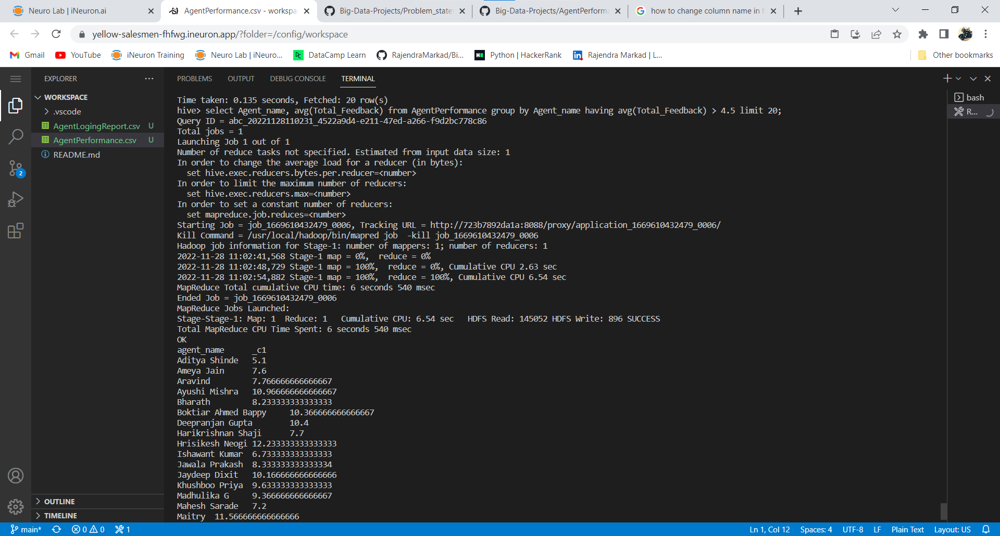 Neuro Lab | iNeuron.ai
AgentPerformance.csv - workspa
Big-Data-Projects/Problem_state
Big-Data-Projects/AgentPerforma
how to change column name in h
yellow-salesmen-fhfwg.ineuron.app/?folder=/config/workspace
Gmail
YouTube
iNeuron Training
Neuro Lab | iNeuro...
DataCamp Learn
RajendraMarkad/Bi...
Python | HackerRank
Rajendra Markad | L...
Other bookmarks
EXPLORER
PROBLEMS
OUTPUT
DEBUG CONSOLE
TERMINAL
WORKSPACE
.vscode
AgentLogingReport.csv U
AgentPerformance.csv U
README.md
2
OUTLINE
TIMELINE
bash
R...
Time taken: 0.135 seconds, Fetched: 20 row(s)
hive> select Agent_name, avg(Total_Feedback) from AgentPerformance group by Agent_name having avg(Total_Feedback) > 4.5 limit 20;
Query ID = abc_20221128110231_4522a9d4-e211-47ed-a266-f9d2bc778c86
Total jobs = 1
Launching Job 1 out of 1
Number of reduce tasks not specified. Estimated from input data size: 1
In order to change the average load for a reducer (in bytes):
set hive.exec.reducers.bytes.per.reducer=<number>
In order to limit the maximum number of reducers:
set hive.exec.reducers.max=<number>
In order to set a constant number of reducers:
set mapreduce.job.reduces=<number>
Starting Job = job_1669610432479_0006, Tracking URL = http://723b7892da1a:8088/proxy/application_1669610432479_0006/
Kill Command = /usr/local/hadoop/bin/mapred job  -kill job_1669610432479_0006
Hadoop job information for Stage-1: number of mappers: 1; number of reducers: 1
2022-11-28 11:02:41,568 Stage-1 map = 0%,  reduce = 0%
2022-11-28 11:02:48,729 Stage-1 map = 100%,  reduce = 0%, Cumulative CPU 2.63 sec
2022-11-28 11:02:54,882 Stage-1 map = 100%,  reduce = 100%, Cumulative CPU 6.54 sec
MapReduce Total cumulative CPU time: 6 seconds 540 msec
Ended Job = job_1669610432479_0006
MapReduce Jobs Launched:
Stage-Stage-1: Map: 1  Reduce: 1   Cumulative CPU: 6.54 sec   HDFS Read: 145052 HDFS Write: 896 SUCCESS
Total MapReduce CPU Time Spent: 6 seconds 540 msec
OK
agent_name      _c1
Aditya Shinde   5.1
Ameya Jain      7.6
Aravind         7.766666666666667
Ayushi Mishra   10.966666666666667
Bharath         8.233333333333333
Boktiar Ahmed Bappy     10.366666666666667
Deepranjan Gupta        10.4
Harikrishnan Shaji      7.7
Hrisikesh Neogi 12.233333333333333
Ishawant Kumar  6.733333333333333
Jawala Prakash  8.333333333333334
Jaydeep Dixit   10.166666666666666
Khushboo Priya  9.633333333333333
Madhulika G     9.366666666666667
Mahesh Sarade   7.2
Maitry  11.566666666666666
main*
0
0
1
Ln 1, Col 12
Spaces: 4
UTF-8
LF
Plain Text
Layout: US